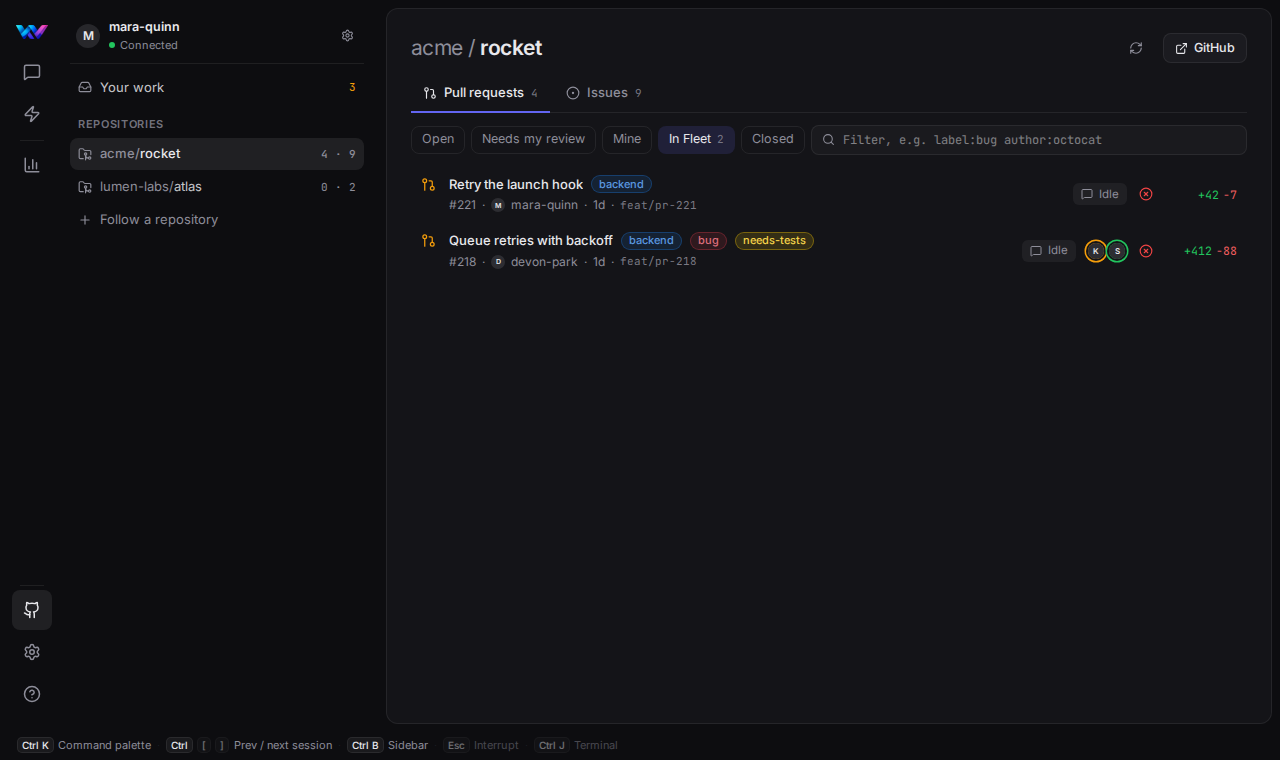 M mara-quinn
Connected
Your work 3
REPOSITORIES
acme/rocket 4 · 9
lumen-labs/atlas 0 · 2
Follow a repository
acme / rocket
GitHub
Pull requests 4 Issues 9
Open Needs my review Mine In Fleet 2 Closed Filter, e.g. label:bug author:octocat
Retry the launch hook backend
#221 · M mara-quinn · 1d · feat/pr-221
Idle +42 -7
Queue retries with backoff backend bug needs-tests
#218 · D devon-park · 1d · feat/pr-218
Idle K S +412 -88
Ctrl K Command palette Ctrl [ ] Prev / next session Ctrl B Sidebar Esc Interrupt Ctrl J Terminal